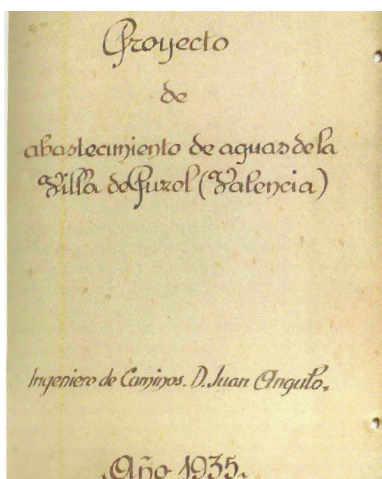 Proyecto
de
abastecimiento de aguas de la
Villa de Puzol (Valencia)
Ingeniero de Caminos. D. Juan Angulo.
Año 1935.